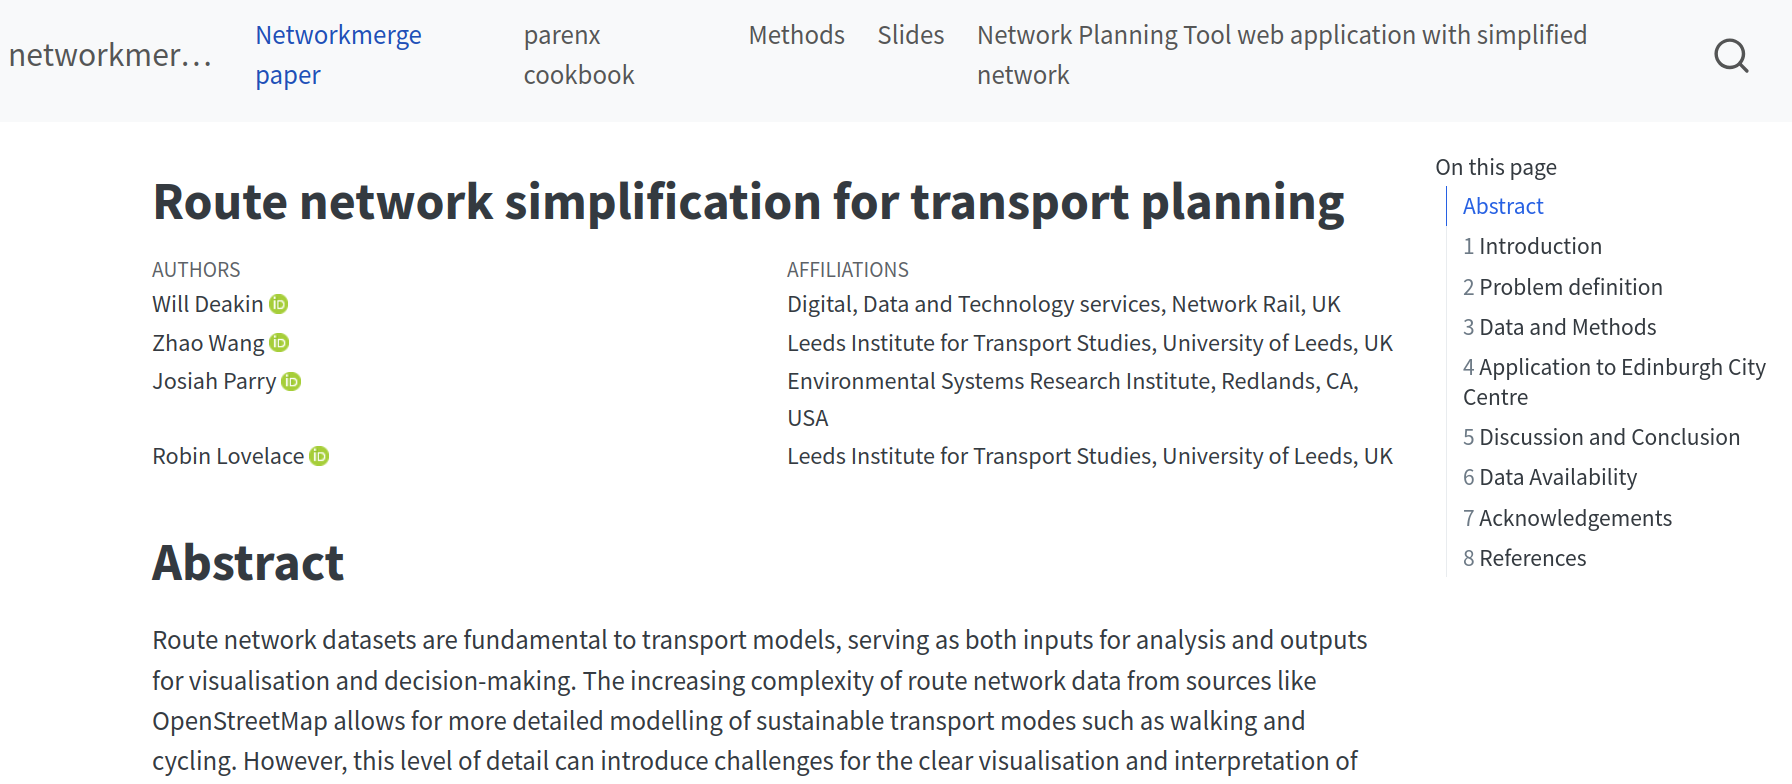 networkmer…
Networkmerge
paper
parenx
cookbook
Methods
Slides
Network Planning Tool web application with simplified
network
Route network simplification for transport planning
AUTHORS
AFFILIATIONS
Will Deakin
Digital, Data and Technology services, Network Rail, UK
Zhao Wang
Leeds Institute for Transport Studies, University of Leeds, UK
Josiah Parry
Environmental Systems Research Institute, Redlands, CA,
USA
Robin Lovelace
Leeds Institute for Transport Studies, University of Leeds, UK
Abstract
Route network datasets are fundamental to transport models, serving as both inputs for analysis and outputs
for visualisation and decision-making. The increasing complexity of route network data from sources like
OpenStreetMap allows for more detailed modelling of sustainable transport modes such as walking and
cycling. However, this level of detail can introduce challenges for the clear visualisation and interpretation of
On this page
Abstract
1 Introduction
2 Problem definition
3 Data and Methods
4 Application to Edinburgh City
Centre
5 Discussion and Conclusion
6 Data Availability
7 Acknowledgements
8 References